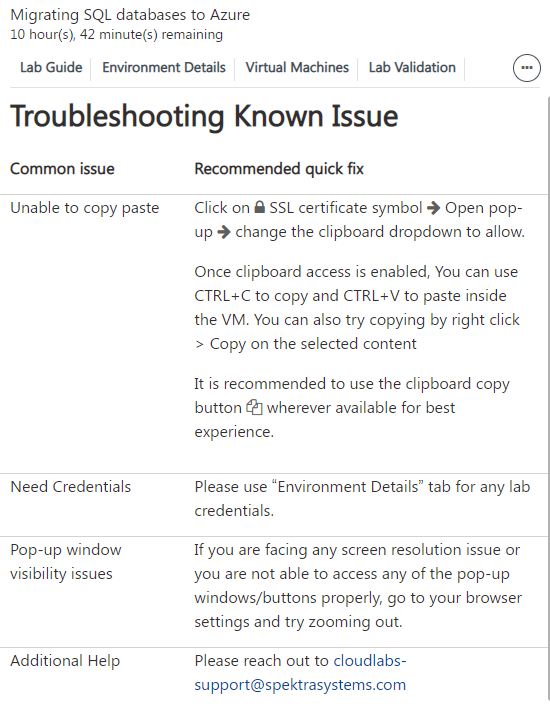 Migrating SQL databases to Azure
10 hour(s), 42 minute(s) remaining
Lab Guide Environment Details Virtual Machines Lab Validation
Troubleshooting Known Issue
Common issue Recommended quick fix
Unable to copy paste Click on SSL certificate symbol → Open pop-
up → change the clipboard dropdown to allow.
Once clipboard access is enabled, You can use
CTRL+C to copy and CTRL+V to paste inside
the VM. You can also try copying by right click
> Copy on the selected content
It is recommended to use the clipboard copy
button wherever available for best
experience.
Need Credentials Please use “Environment Details” tab for any lab
credentials.
Pop-up window If you are facing any screen resolution issue or
visibility issues you are not able to access any of the pop-up
windows/buttons properly, go to your browser
settings and try zooming out.
Additional Help Please reach out to cloudlabs-
support@spektrasystems.com